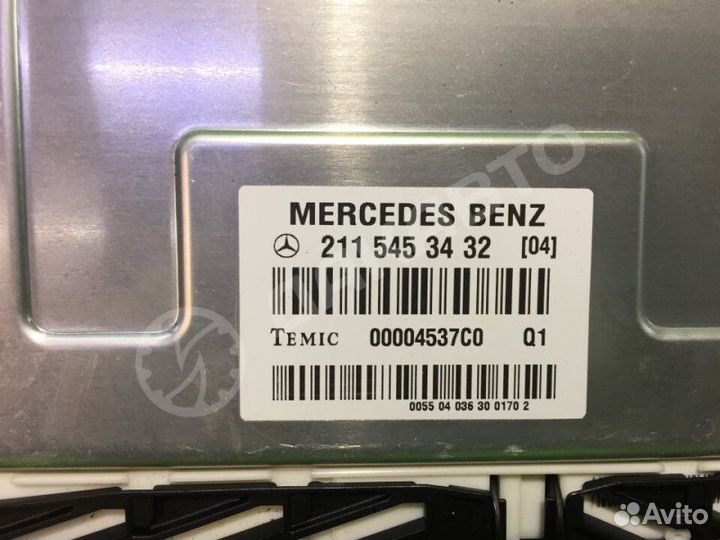 MERCEDES BENZ
211 545 34 32 [04]
TEMIC 00004537C0 Q1
0055 04 036 30 0170 2
Avito